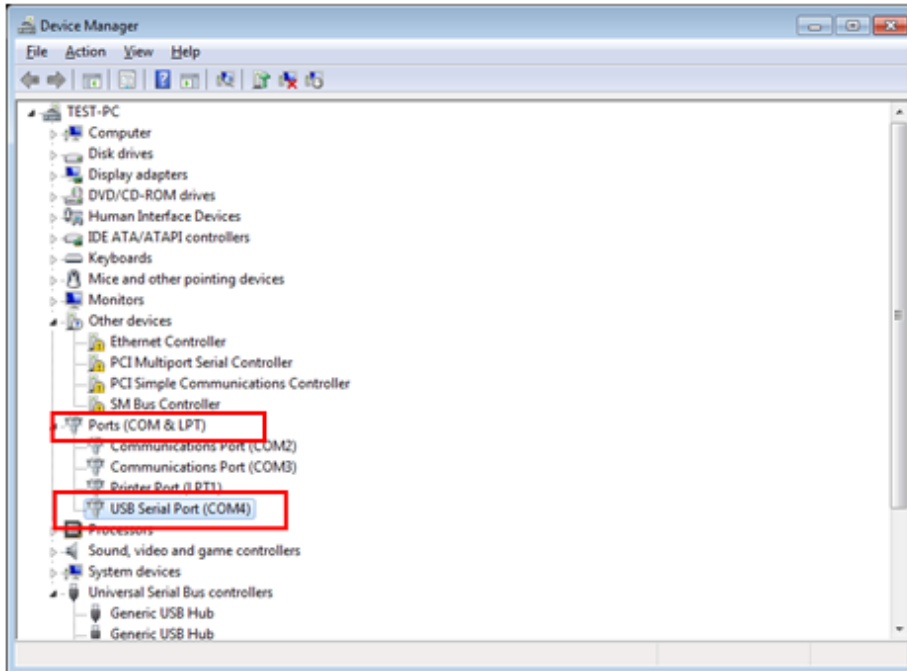 Device Manager
File Action View Help
TEST-PC
Computer
Disk drives
Display adapters
DVD/CD-ROM drives
Human Interface Devices
IDE ATA/ATAPI controllers
Keyboards
Mice and other pointing devices
Monitors
Other devices
Ethernet Controller
PCI Multiport Serial Controller
PCI Simple Communications Controller
SM Bus Controller
Ports (COM & LPT)
Communications Port (COM2)
Communications Port (COM3)
Printer Port (LPT1)
USB Serial Port (COM4)
Processors
Sound, video and game controllers
System devices
Universal Serial Bus controllers
Generic USB Hub
Generic USB Hub